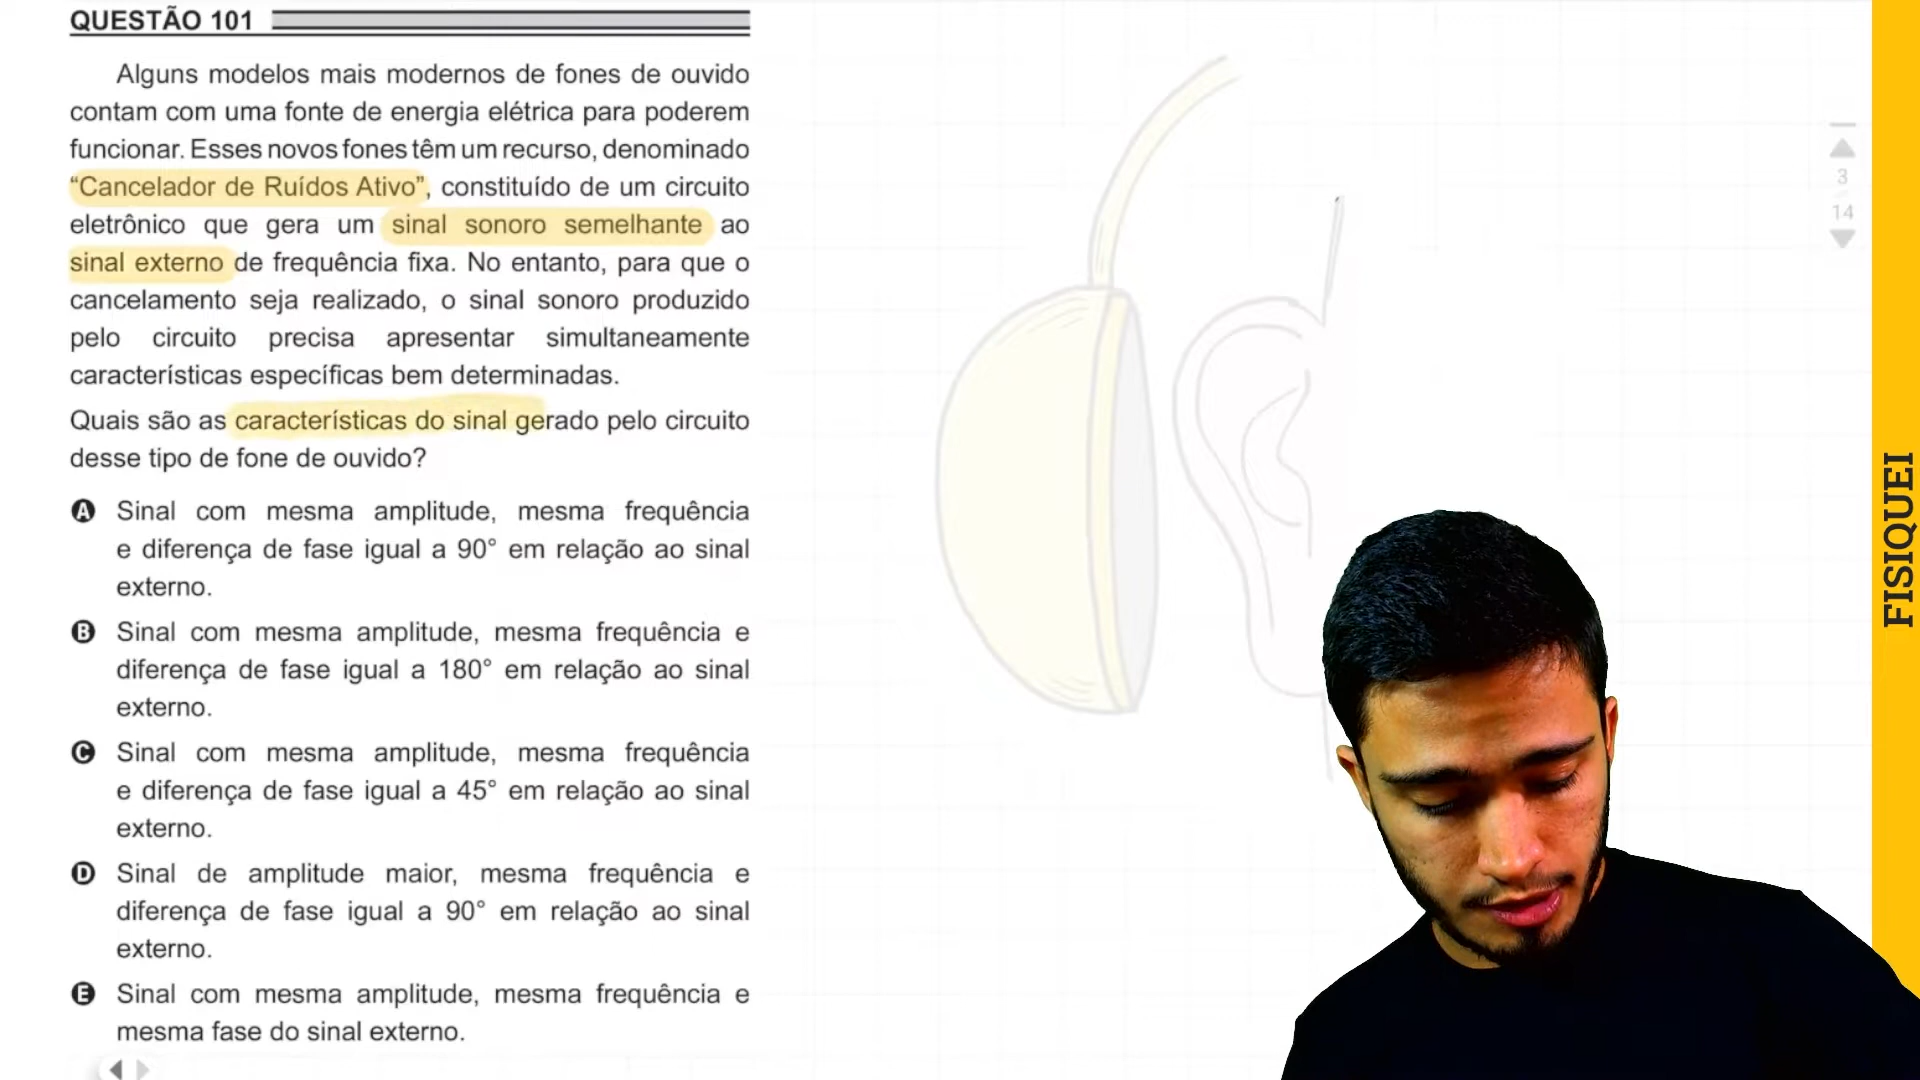 QUESTÃO 101
Alguns modelos mais modernos de fones de ouvido
contam com uma fonte de energia elétrica para poderem
funcionar. Esses novos fones têm um recurso, denominado
“Cancelador de Ruídos Ativo”, constituído de um circuito
eletrônico que gera um sinal sonoro semelhante ao
sinal externo de frequência fixa. No entanto, para que o
cancelamento seja realizado, o sinal sonoro produzido
pelo circuito precisa apresentar simultaneamente
características específicas bem determinadas.
Quais são as características do sinal gerado pelo circuito
desse tipo de fone de ouvido?
A Sinal com mesma amplitude, mesma frequência
e diferença de fase igual a 90° em relação ao sinal
externo.
B Sinal com mesma amplitude, mesma frequência e
diferença de fase igual a 180° em relação ao sinal
externo.
C Sinal com mesma amplitude, mesma frequência
e diferença de fase igual a 45° em relação ao sinal
externo.
D Sinal de amplitude maior, mesma frequência e
diferença de fase igual a 90° em relação ao sinal
externo.
E Sinal com mesma amplitude, mesma frequência e
mesma fase do sinal externo.
3
14
FISIQUEI